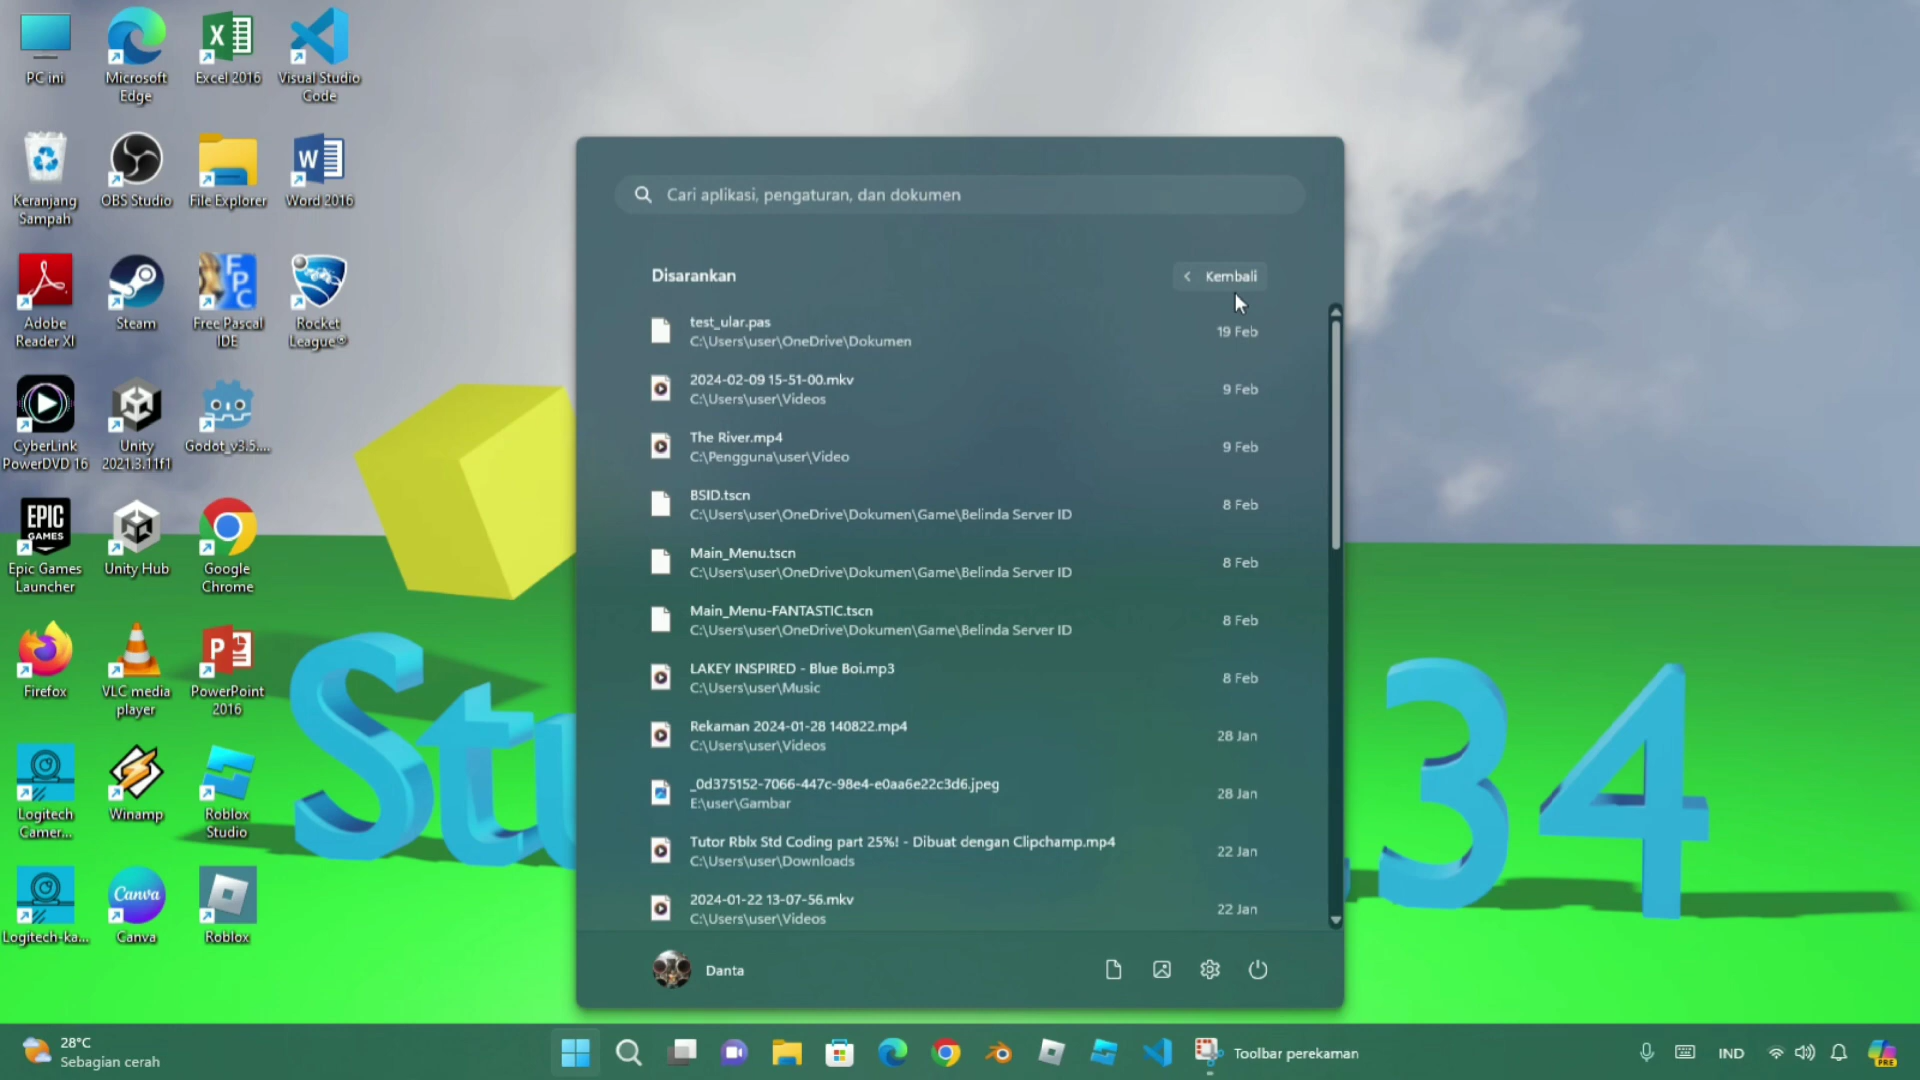 PC ini
Microsoft
Edge
Excel 2016
Visual Studio
Code
Keranjang
Sampah
OBS Studio
File Explorer
Word 2016
Adobe
Reader XI
Steam
Free Pascal
IDE
Rocket
League®
CyberLink
PowerDVD 16
Unity
2021.3.11f1
Godot_v3.5....
EPIC
GAMES
Epic Games
Launcher
Unity Hub
Google
Chrome
Firefox
VLC media
player
PowerPoint
2016
Logitech
Camer...
Winamp
Roblox
Studio
Logitech-ka...
Canva
Canva
Roblox
Stu
34
Cari aplikasi, pengaturan, dan dokumen
Disarankan
Kembali
test_ular.pas
C:\Users\user\OneDrive\Dokumen
19 Feb
2024-02-09 15-51-00.mkv
C:\Users\user\Videos
9 Feb
The River.mp4
C:\Pengguna\user\Video
9 Feb
BSID.tscn
C:\Users\user\OneDrive\Dokumen\Game\Belinda Server ID
8 Feb
Main_Menu.tscn
C:\Users\user\OneDrive\Dokumen\Game\Belinda Server ID
8 Feb
Main_Menu-FANTASTIC.tscn
C:\Users\user\OneDrive\Dokumen\Game\Belinda Server ID
8 Feb
LAKEY INSPIRED - Blue Boi.mp3
C:\Users\user\Music
8 Feb
Rekaman 2024-01-28 140822.mp4
C:\Users\user\Videos
28 Jan
_0d375152-7066-447c-98e4-e0aa6e22c3d6.jpeg
E:\user\Gambar
28 Jan
Tutor Rblx Std Coding part 25%! - Dibuat dengan Clipchamp.mp4
C:\Users\user\Downloads
22 Jan
2024-01-22 13-07-56.mkv
C:\Users\user\Videos
22 Jan
Danta
28°C
Sebagian cerah
Toolbar perekaman
IND
PRE